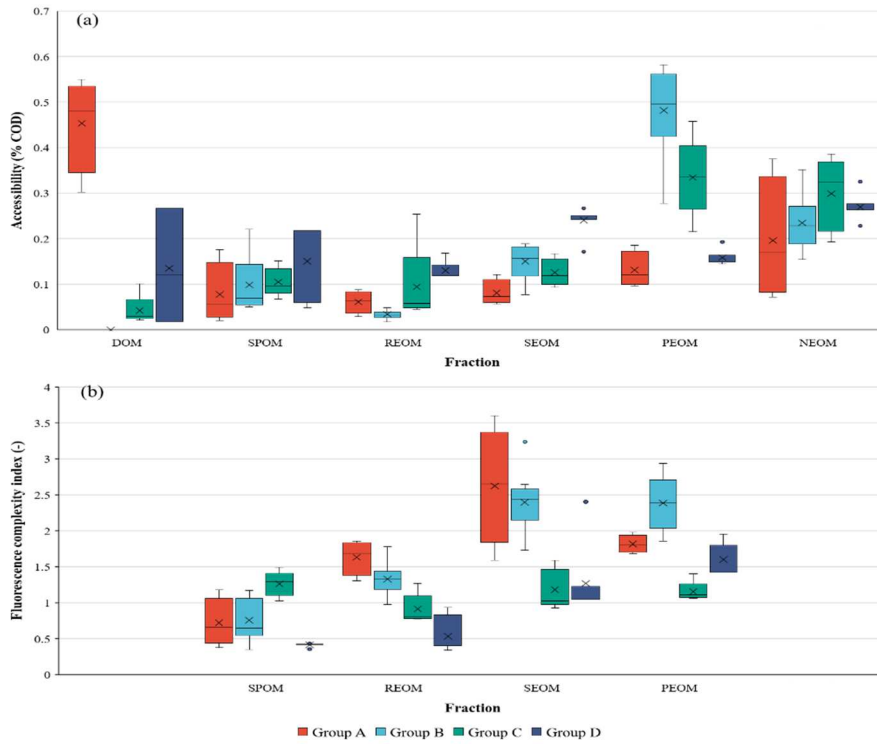 (a)
Accessibility (% COD)
0.7
0.6
0.5
0.4
0.3
0.2
0.1
0
DOM SPOM REOM SEOM PEOM NEOM
Fraction
(b)
Fluorescence complexity index (-)
4
3.5
3
2.5
2
1.5
1
0.5
0
SPOM REOM SEOM PEOM
Fraction
Group A Group B Group C Group D